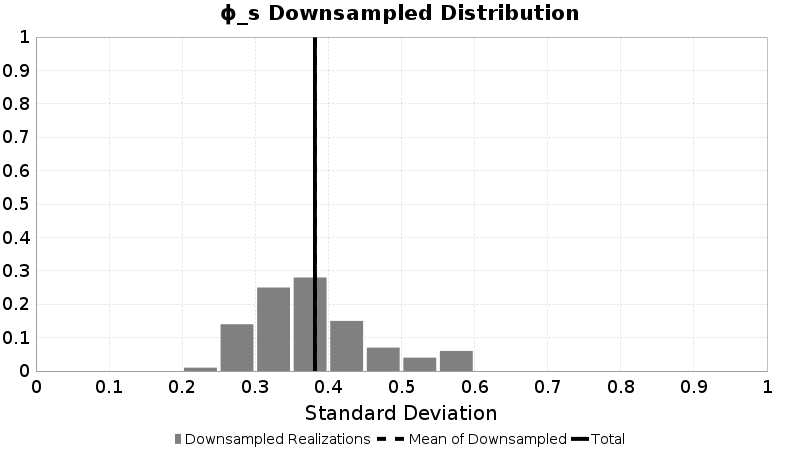 ϕ_s Downsampled Distribution
1
0.9
0.8
0.7
0.6
0.5
0.4
0.3
0.2
0.1
0
0 0.1 0.2 0.3 0.4 0.5 0.6 0.7 0.8 0.9 1
Standard Deviation
Downsampled Realizations Mean of Downsampled Total